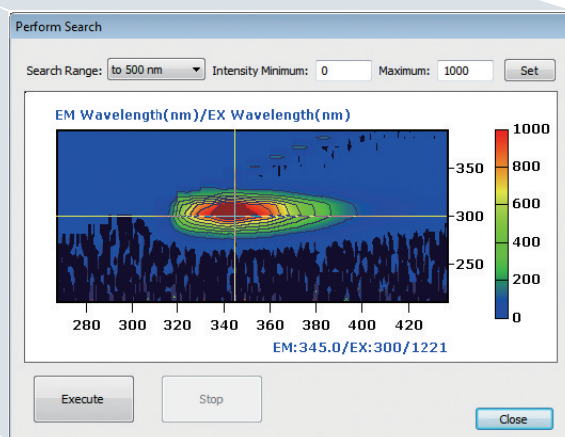 Perform Search
Search Range: to 500 nm Intensity Minimum: 0 Maximum: 1000 Set
EM Wavelength(nm)/EX Wavelength(nm)
1000
800
600
400
200
0
350
300
250
280 300 320 340 360 380 400 420
EM:345.0/EX:300/1221
Execute Stop
Close